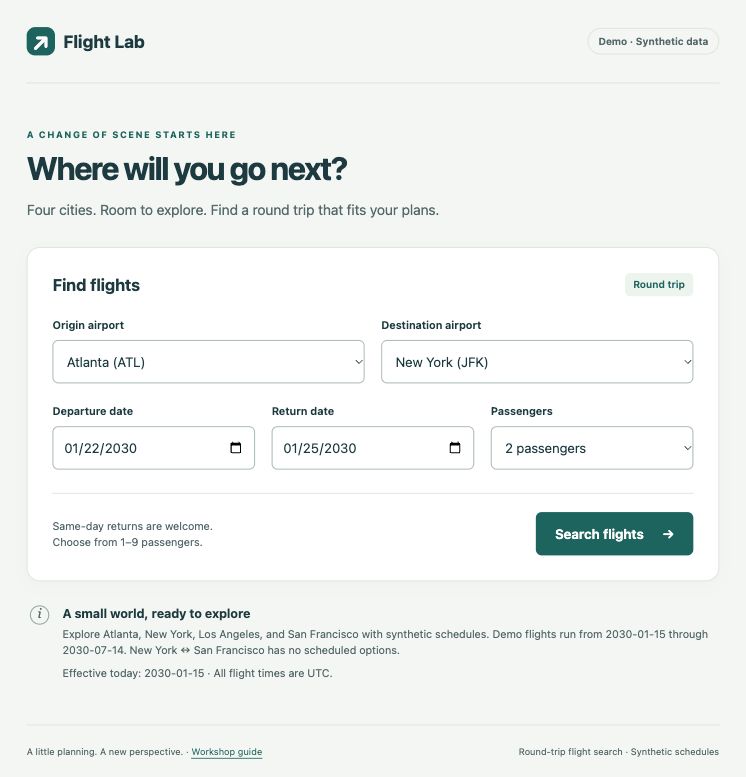 Flight Lab
Demo · Synthetic data
A CHANGE OF SCENE STARTS HERE
Where will you go next?
Four cities. Room to explore. Find a round trip that fits your plans.
Find flights
Round trip
Origin airport
Destination airport
Atlanta (ATL)
New York (JFK)
Departure date
Return date
Passengers
01/22/2030
01/25/2030
2 passengers
Same-day returns are welcome.
Choose from 1–9 passengers.
Search flights →
i
A small world, ready to explore
Explore Atlanta, New York, Los Angeles, and San Francisco with synthetic schedules. Demo flights run from 2030-01-15 through
2030-07-14. New York ↔ San Francisco has no scheduled options.
Effective today: 2030-01-15 · All flight times are UTC.
A little planning. A new perspective. · Workshop guide
Round-trip flight search · Synthetic schedules